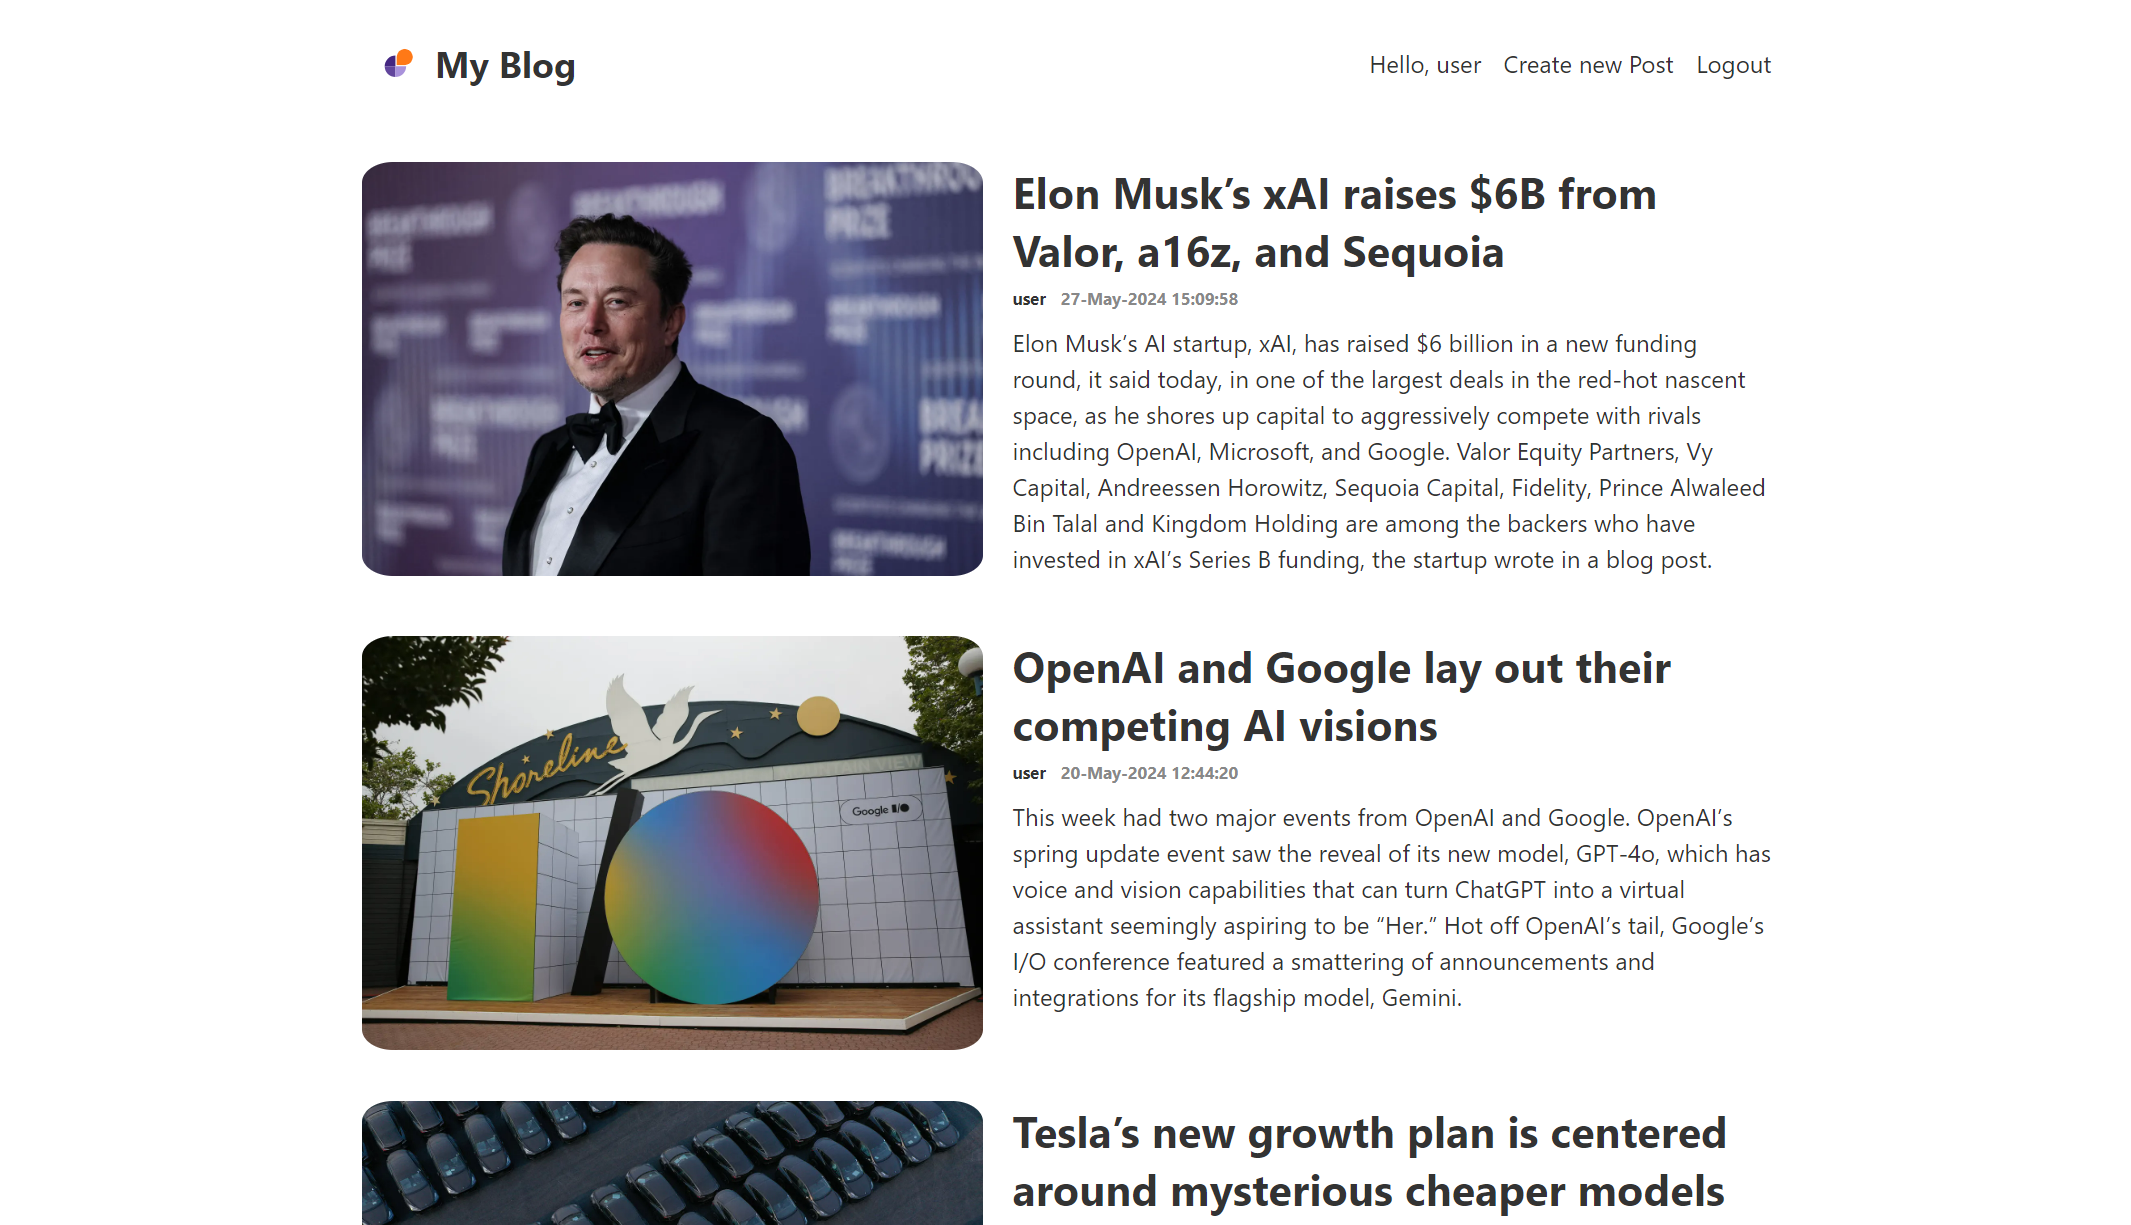 My Blog
Hello, user Create new Post Logout
BREAKTHROUGH
PRIZE
BREAKTHROUGH
BREAKTHROUGH
PRIZE
BREAKTHROUGH
PRIZE
Elon Musk’s xAI raises $6B from
Valor, a16z, and Sequoia
user 27-May-2024 15:09:58
Elon Musk’s AI startup, xAI, has raised $6 billion in a new funding
round, it said today, in one of the largest deals in the red-hot nascent
space, as he shores up capital to aggressively compete with rivals
including OpenAI, Microsoft, and Google. Valor Equity Partners, Vy
Capital, Andreessen Horowitz, Sequoia Capital, Fidelity, Prince Alwaleed
Bin Talal and Kingdom Holding are among the backers who have
invested in xAI’s Series B funding, the startup wrote in a blog post.
Shoreline
Google I/O
OpenAI and Google lay out their
competing AI visions
user 20-May-2024 12:44:20
This week had two major events from OpenAI and Google. OpenAI’s
spring update event saw the reveal of its new model, GPT-4o, which has
voice and vision capabilities that can turn ChatGPT into a virtual
assistant seemingly aspiring to be “Her.” Hot off OpenAI’s tail, Google’s
I/O conference featured a smattering of announcements and
integrations for its flagship model, Gemini.
Tesla’s new growth plan is centered
around mysterious cheaper models